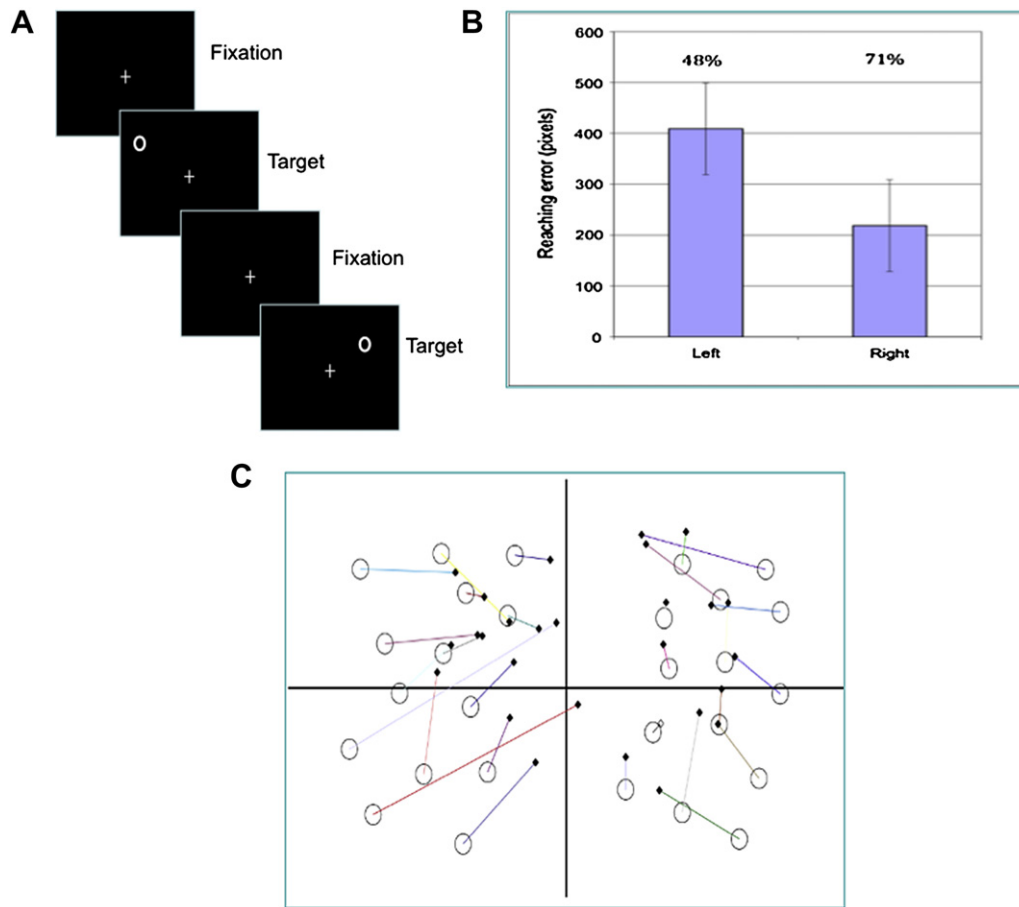 A
Fixation
Target
Fixation
Target
B
600
500
400
300
200
100
0
Reaching error (pixels)
48% 71%
Left Right
C